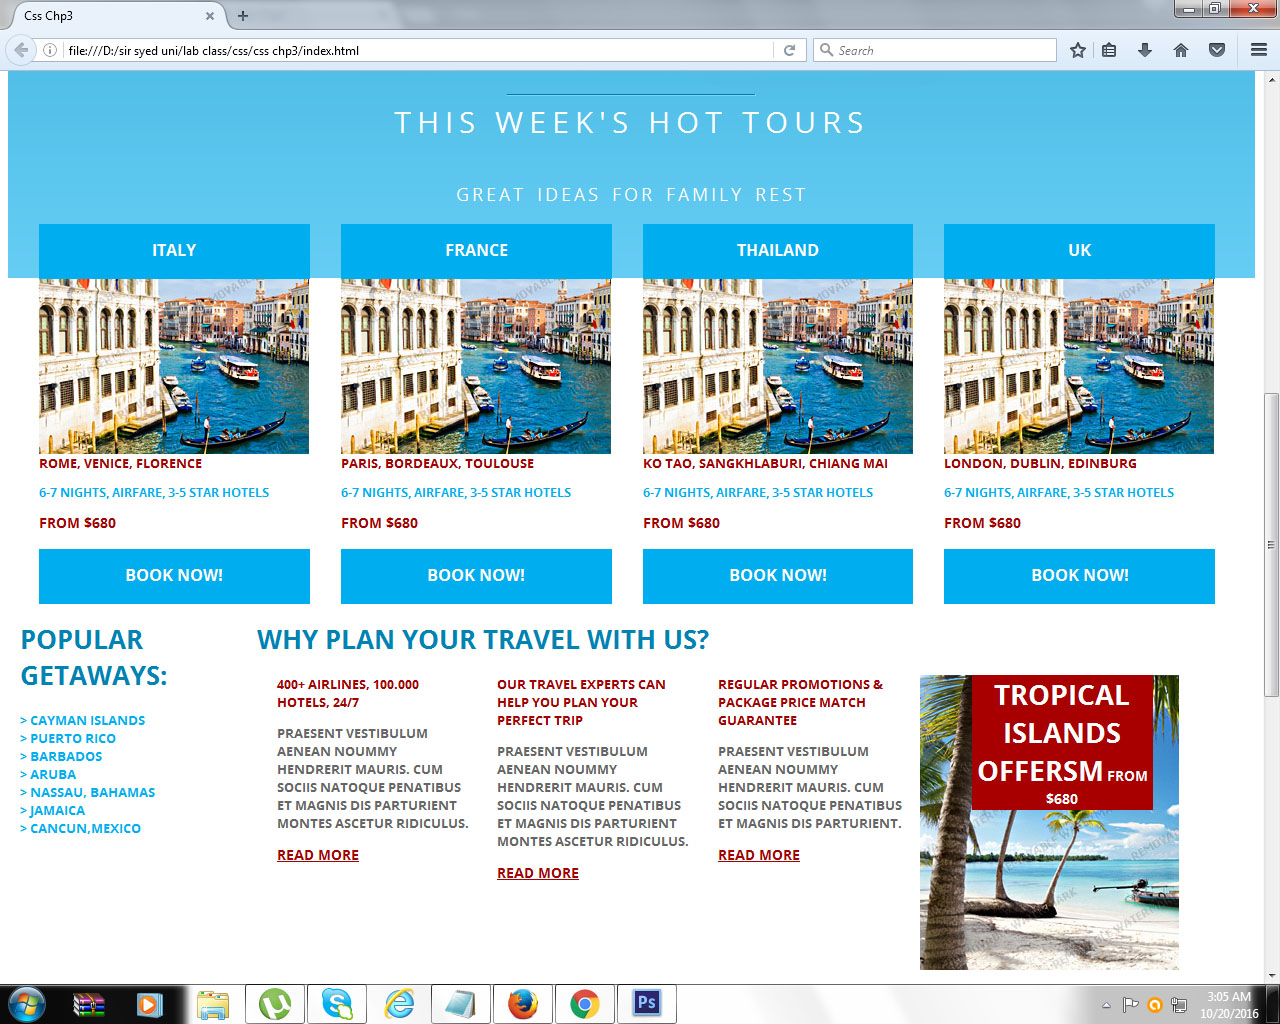 Css Chp3
file:///D:/sir syed uni/lab class/css/css chp3/index.html
Search
THIS WEEK'S HOT TOURS
GREAT IDEAS FOR FAMILY REST
ITALY
FRANCE
THAILAND
UK
ROME, VENICE, FLORENCE
PARIS, BORDEAUX, TOULOUSE
KO TAO, SANGKHLABURI, CHIANG MAI
LONDON, DUBLIN, EDINBURG
6-7 NIGHTS, AIRFARE, 3-5 STAR HOTELS
6-7 NIGHTS, AIRFARE, 3-5 STAR HOTELS
6-7 NIGHTS, AIRFARE, 3-5 STAR HOTELS
6-7 NIGHTS, AIRFARE, 3-5 STAR HOTELS
FROM $680
FROM $680
FROM $680
FROM $680
BOOK NOW!
BOOK NOW!
BOOK NOW!
BOOK NOW!
POPULAR
GETAWAYS:
> CAYMAN ISLANDS
> PUERTO RICO
> BARBADOS
> ARUBA
> NASSAU, BAHAMAS
> JAMAICA
> CANCUN,MEXICO
WHY PLAN YOUR TRAVEL WITH US?
400+ AIRLINES, 100.000
HOTELS, 24/7
PRAESENT VESTIBULUM
AENEAN NOUMMY
HENDRERIT MAURIS. CUM
SOCIIS NATOQUE PENATIBUS
ET MAGNIS DIS PARTURIENT
MONTES ASCETUR RIDICULUS.
READ MORE
OUR TRAVEL EXPERTS CAN
HELP YOU PLAN YOUR
PERFECT TRIP
PRAESENT VESTIBULUM
AENEAN NOUMMY
HENDRERIT MAURIS. CUM
SOCIIS NATOQUE PENATIBUS
ET MAGNIS DIS PARTURIENT
MONTES ASCETUR RIDICULUS.
READ MORE
REGULAR PROMOTIONS &
PACKAGE PRICE MATCH
GUARANTEE
PRAESENT VESTIBULUM
AENEAN NOUMMY
HENDRERIT MAURIS. CUM
SOCIIS NATOQUE PENATIBUS
ET MAGNIS DIS PARTURIENT.
READ MORE
TROPICAL
ISLANDS
OFFERSM FROM
$680
Ps
3:05 AM
10/20/2016